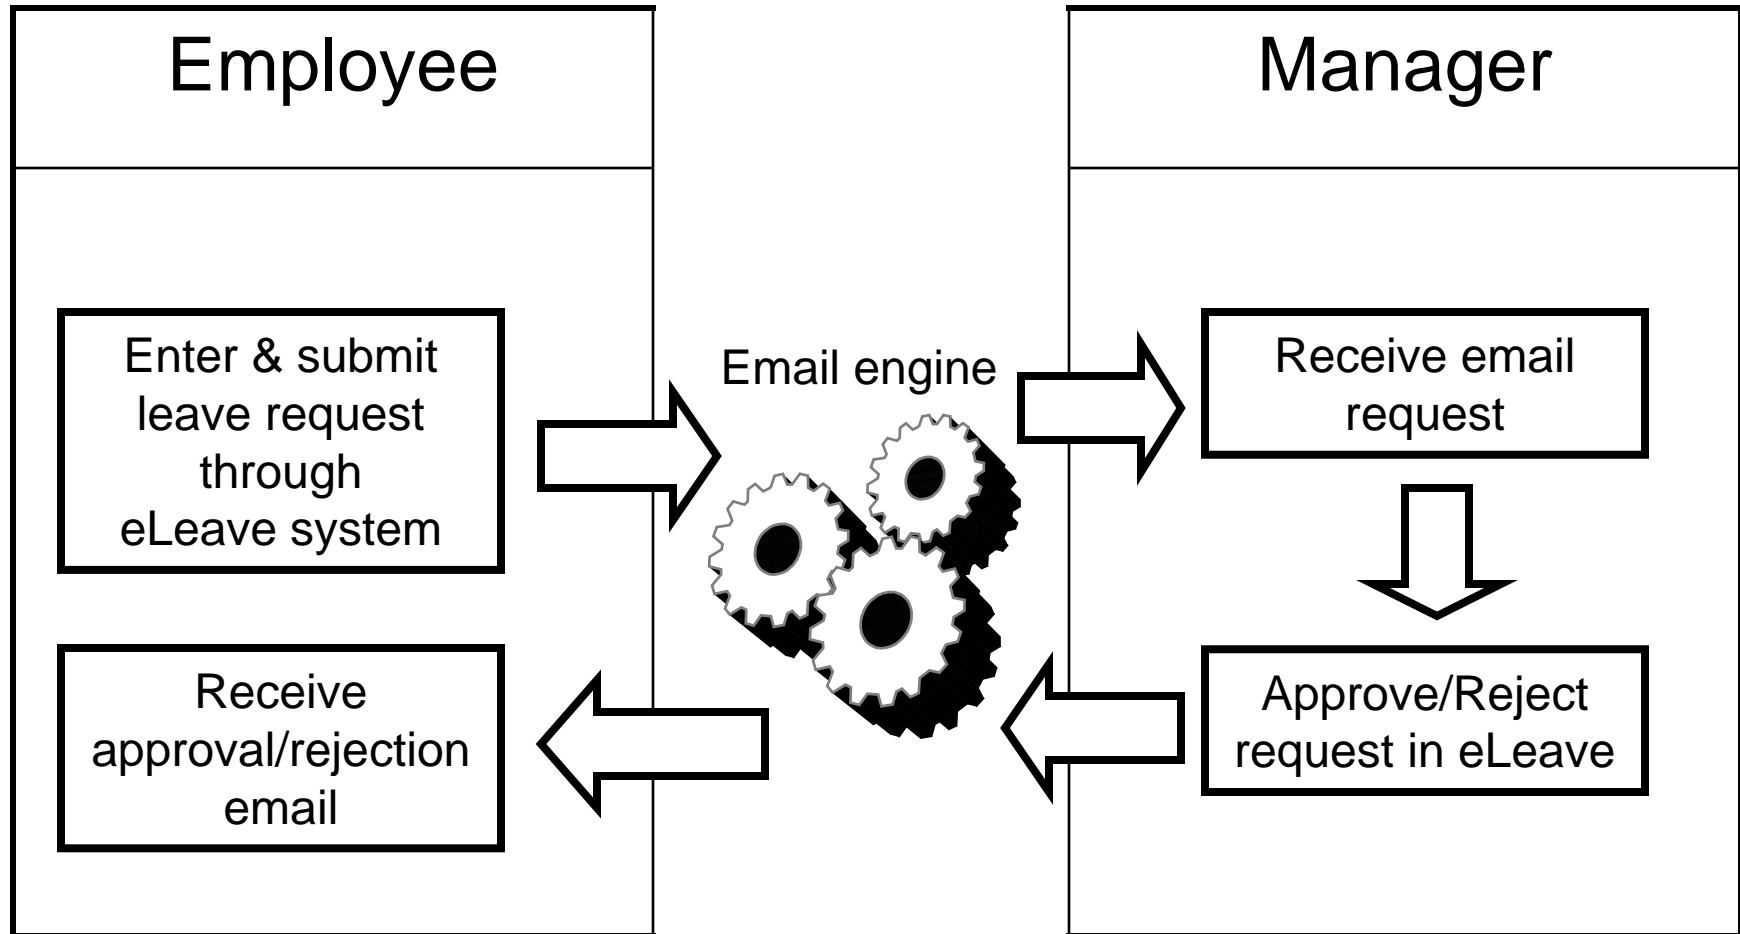 Employee
Manager
Enter & submit
leave request
through
eLeave system
Email engine
Receive email
request
Receive
approval/rejection
email
Approve/Reject
request in eLeave